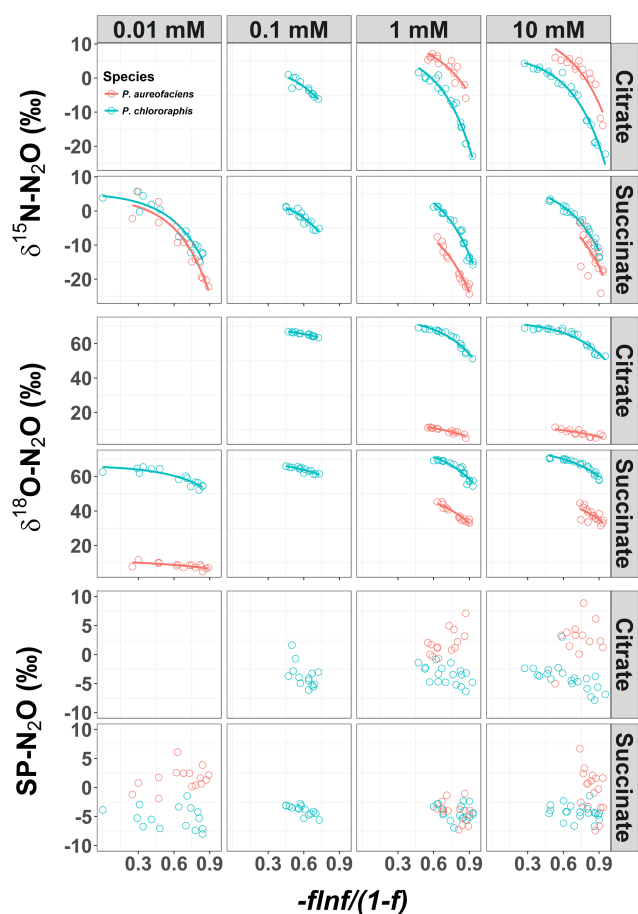 0.01 mM 0.1 mM 1 mM 10 mM
δ¹⁵N-N₂O (‰)
10
0
-10
-20
Species
P. aureofaciens
P. chlororaphis
Citrate
10
0
-10
-20
Succinate
δ¹⁸O-N₂O (‰)
60
40
20
Citrate
60
40
20
Succinate
SP-N₂O (‰)
10
5
0
-5
-10
Citrate
10
5
0
-5
-10
Succinate
0.3 0.6 0.9 0.3 0.6 0.9 0.3 0.6 0.9 0.3 0.6 0.9
-flnf/(1-f)